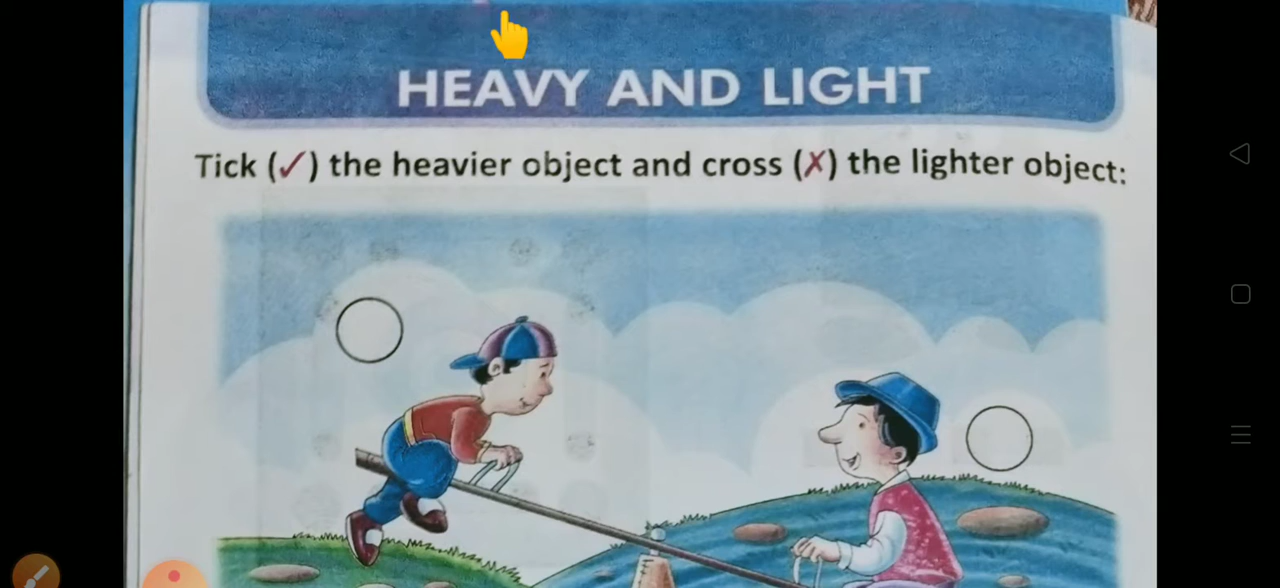 HEAVY AND LIGHT
Tick (✓) the heavier object and cross (✗) the lighter object: